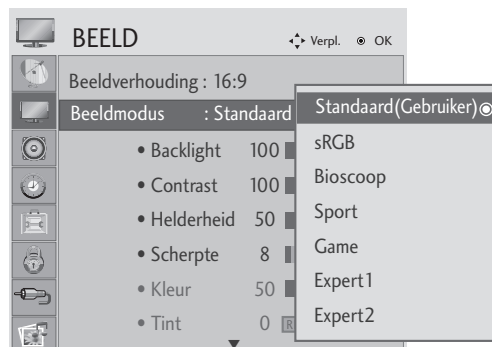 BEELD
Verpl. OK
Beeldverhouding : 16:9
Beeldmodus : Standaard
• Backlight 100
• Contrast 100
• Helderheid 50
• Scherpte 8
• Kleur 50
• Tint 0 R
Standaard(Gebruiker)
sRGB
Bioscoop
Sport
Game
Expert1
Expert2